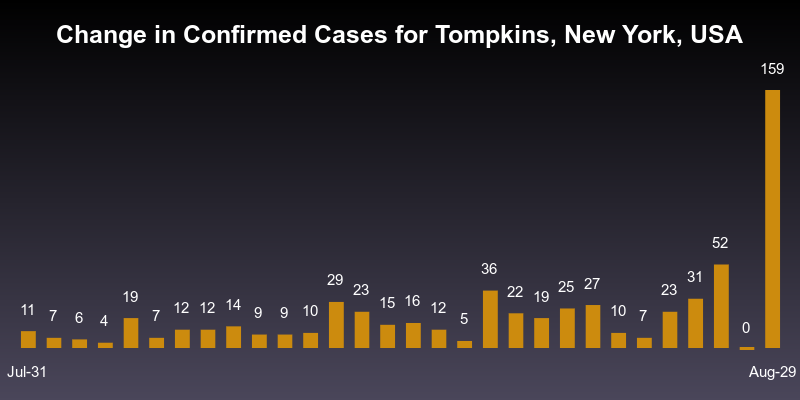 Change in Confirmed Cases for Tompkins, New York, USA
11 7 6 4 19 7 12 12 14 9 9 10 29 23 15 16 12 5 36 22 19 25 27 10 7 23 31 52 0 159
Jul-31 Aug-29